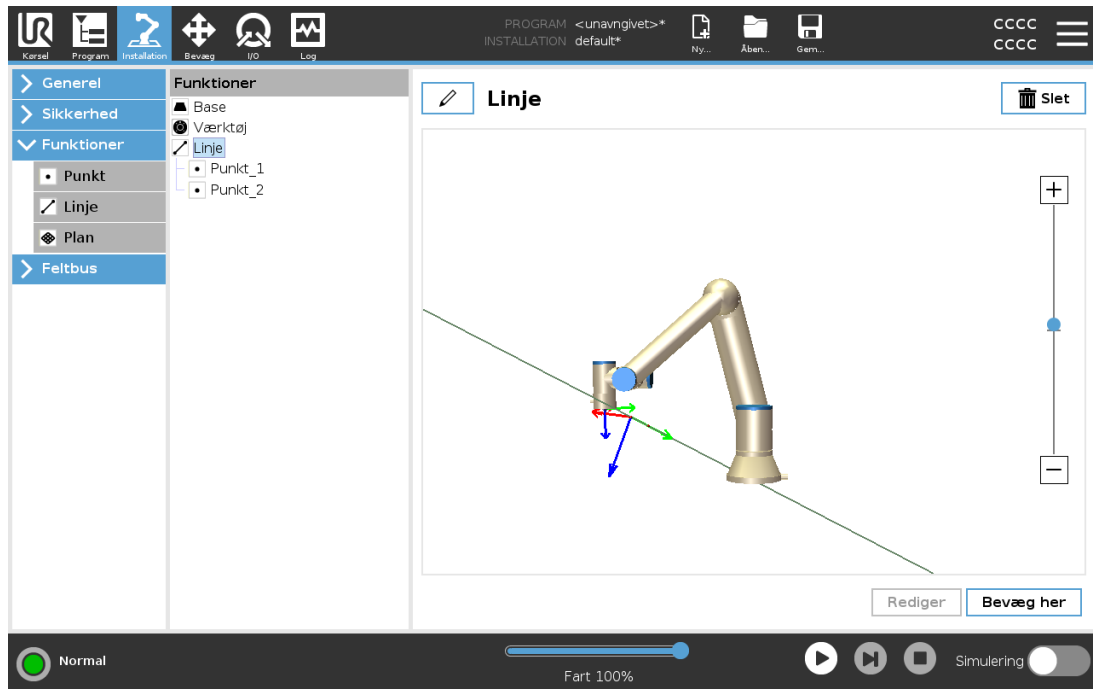 Kørsel
Program
Installation
Bevæg
I/O
Log
PROGRAM <unavngivet>*
INSTALLATION default*
Ny...
Åben...
Gem...
CCCC
CCCC
Generel
Sikkerhed
Funktioner
Punkt
Linje
Plan
Feltbus
Funktioner
Base
Værktøj
Linje
Punkt_1
Punkt_2
Linje
Slet
Rediger
Bevæg her
Normal
Fart 100%
Simulering